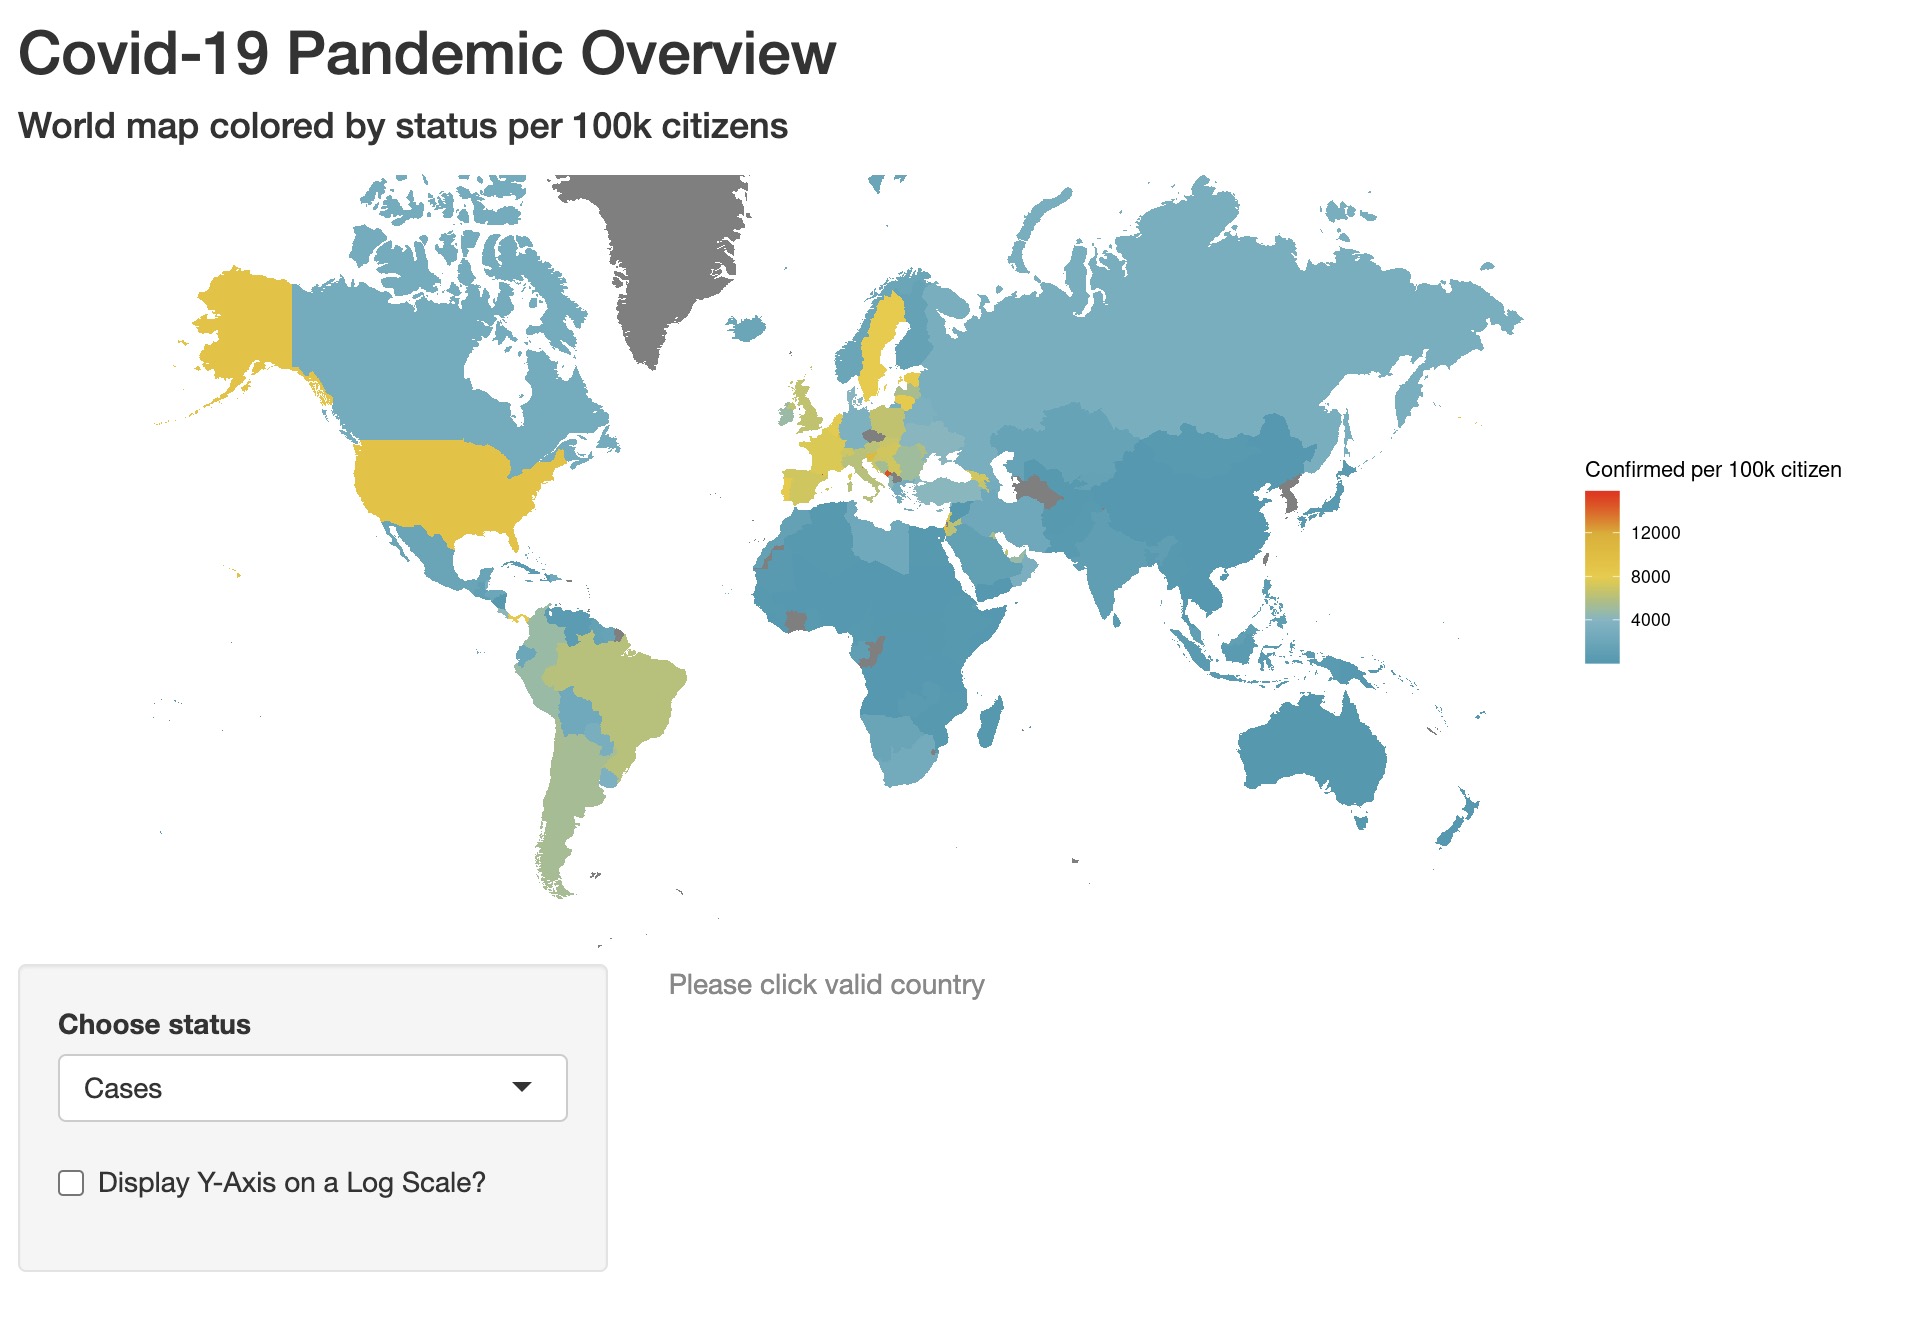 Covid-19 Pandemic Overview
World map colored by status per 100k citizens
Confirmed per 100k citizen
12000
8000
4000
Please click valid country
Choose status
Cases
Display Y-Axis on a Log Scale?